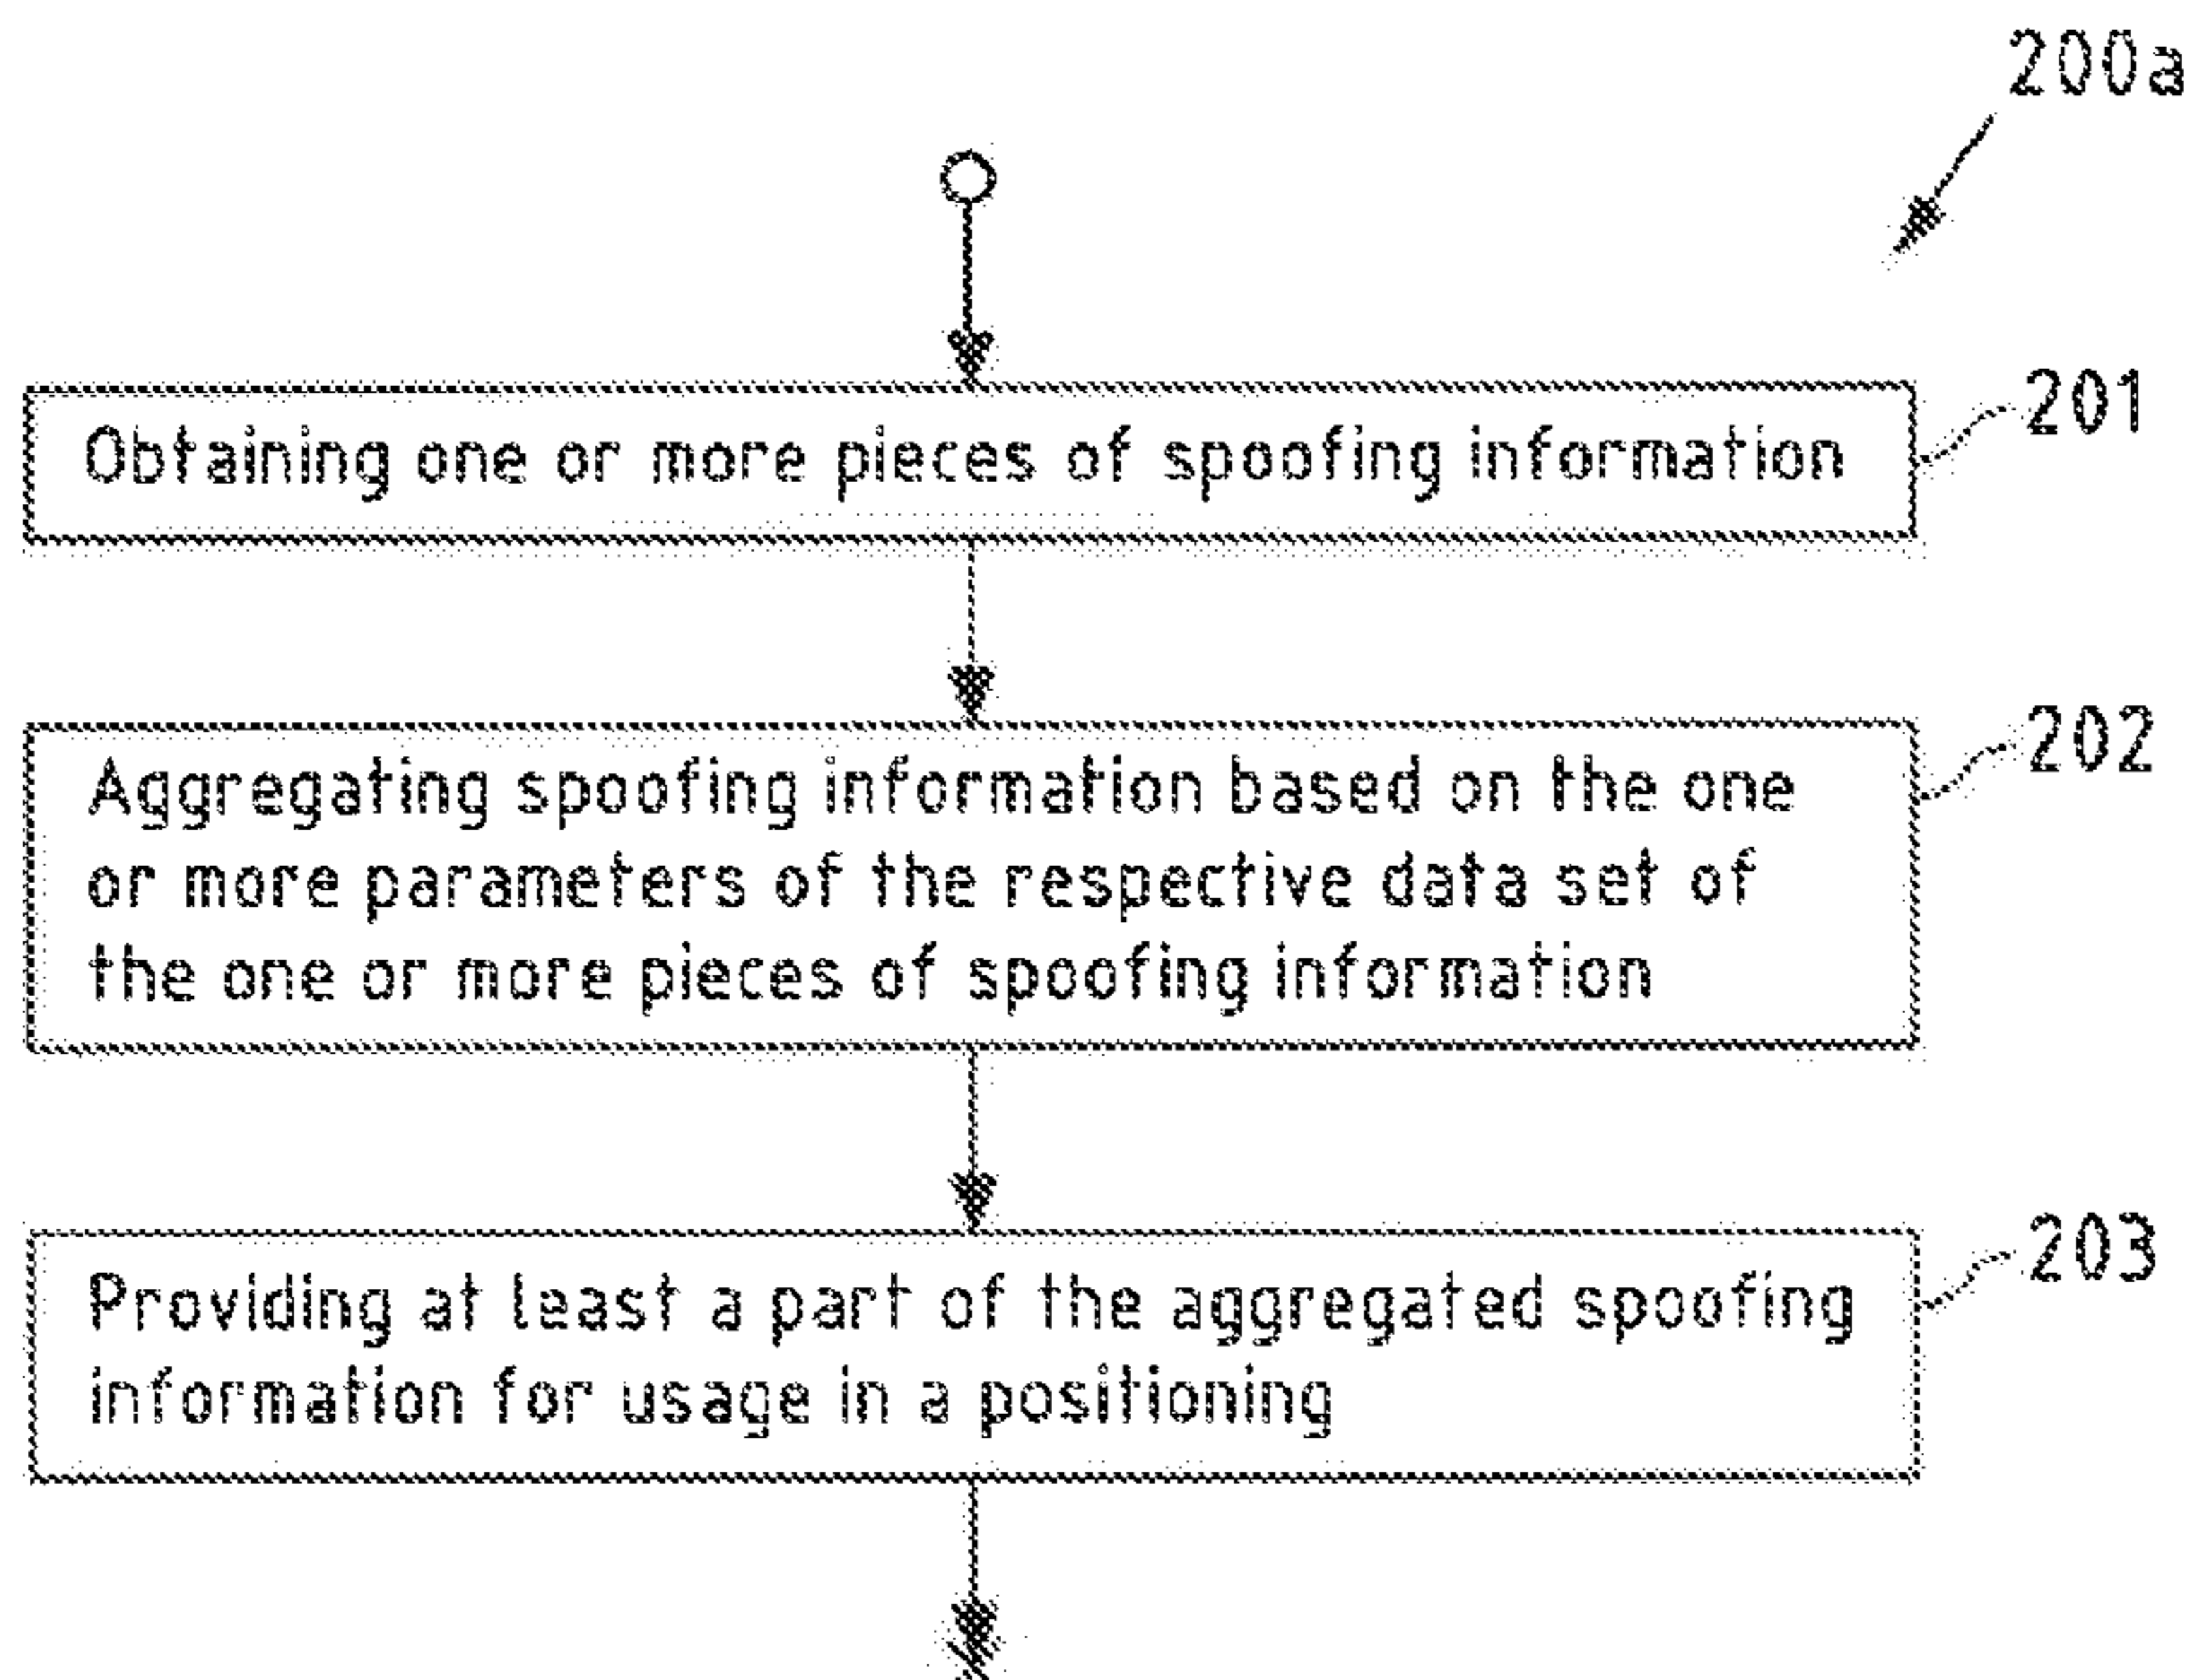 200a
Obtaining one or more pieces of spoofing information
201
Aggregating spoofing information based on the one
or more parameters of the respective data set of
the one or more pieces of spoofing information
202
Providing at least a part of the aggregated spoofing
information for usage in a positioning
203